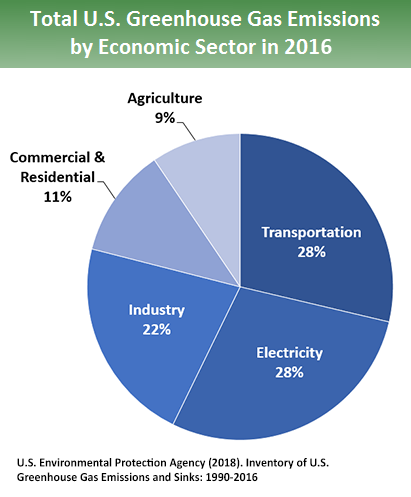 Total U.S. Greenhouse Gas Emissions
by Economic Sector in 2016
Agriculture
9%
Commercial &
Residential
11%
Transportation
28%
Industry
22%
Electricity
28%
U.S. Environmental Protection Agency (2018). Inventory of U.S.
Greenhouse Gas Emissions and Sinks: 1990-2016